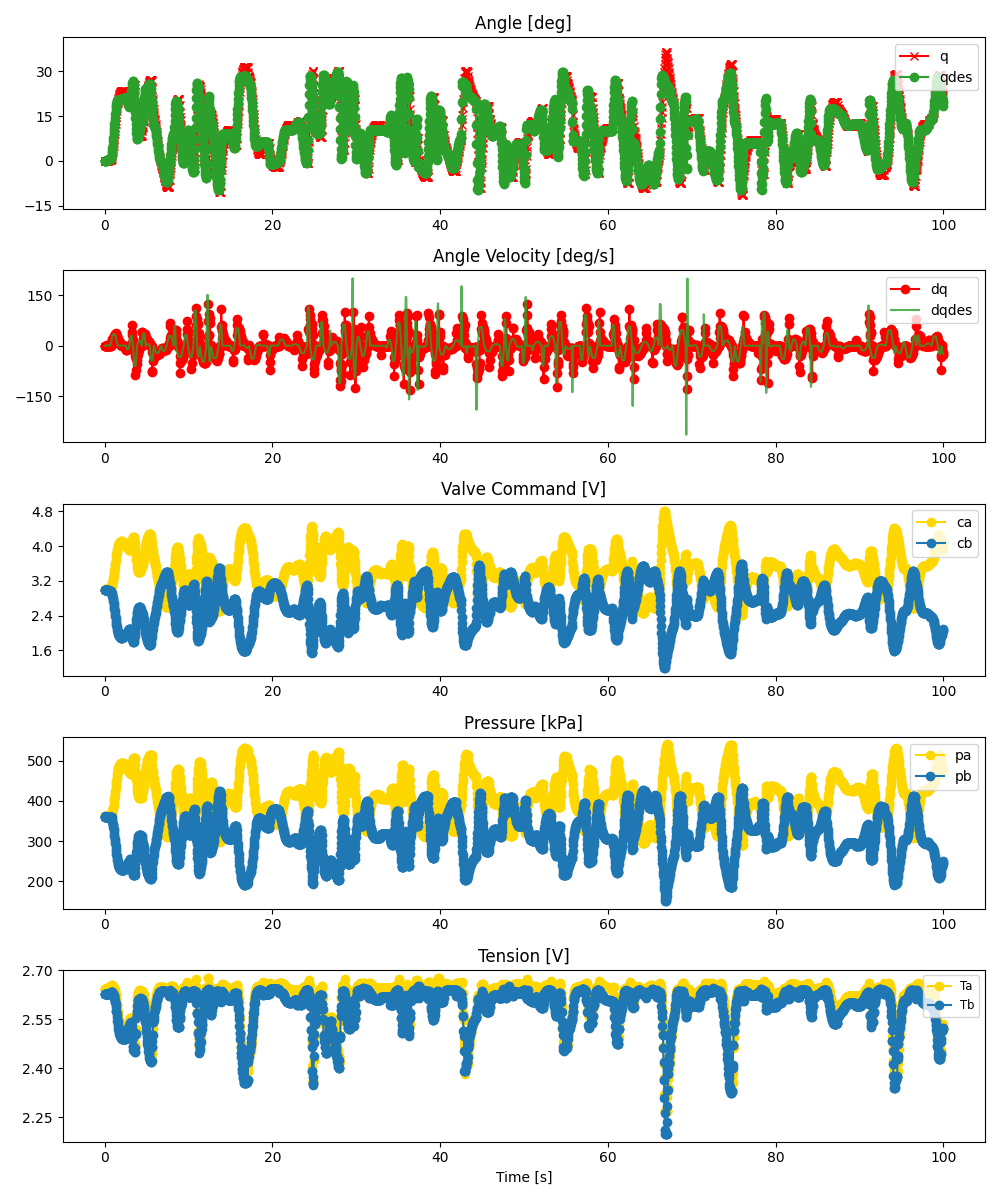 Angle [deg]
30
15
0
−15
q
qdes
0 20 40 60 80 100
Angle Velocity [deg/s]
150
0
−150
dq
dqdes
0 20 40 60 80 100
Valve Command [V]
4.8
4.0
3.2
2.4
1.6
ca
cb
0 20 40 60 80 100
Pressure [kPa]
500
400
300
200
pa
pb
0 20 40 60 80 100
Tension [V]
2.70
2.55
2.40
2.25
Ta
Tb
0 20 40 60 80 100
Time [s]